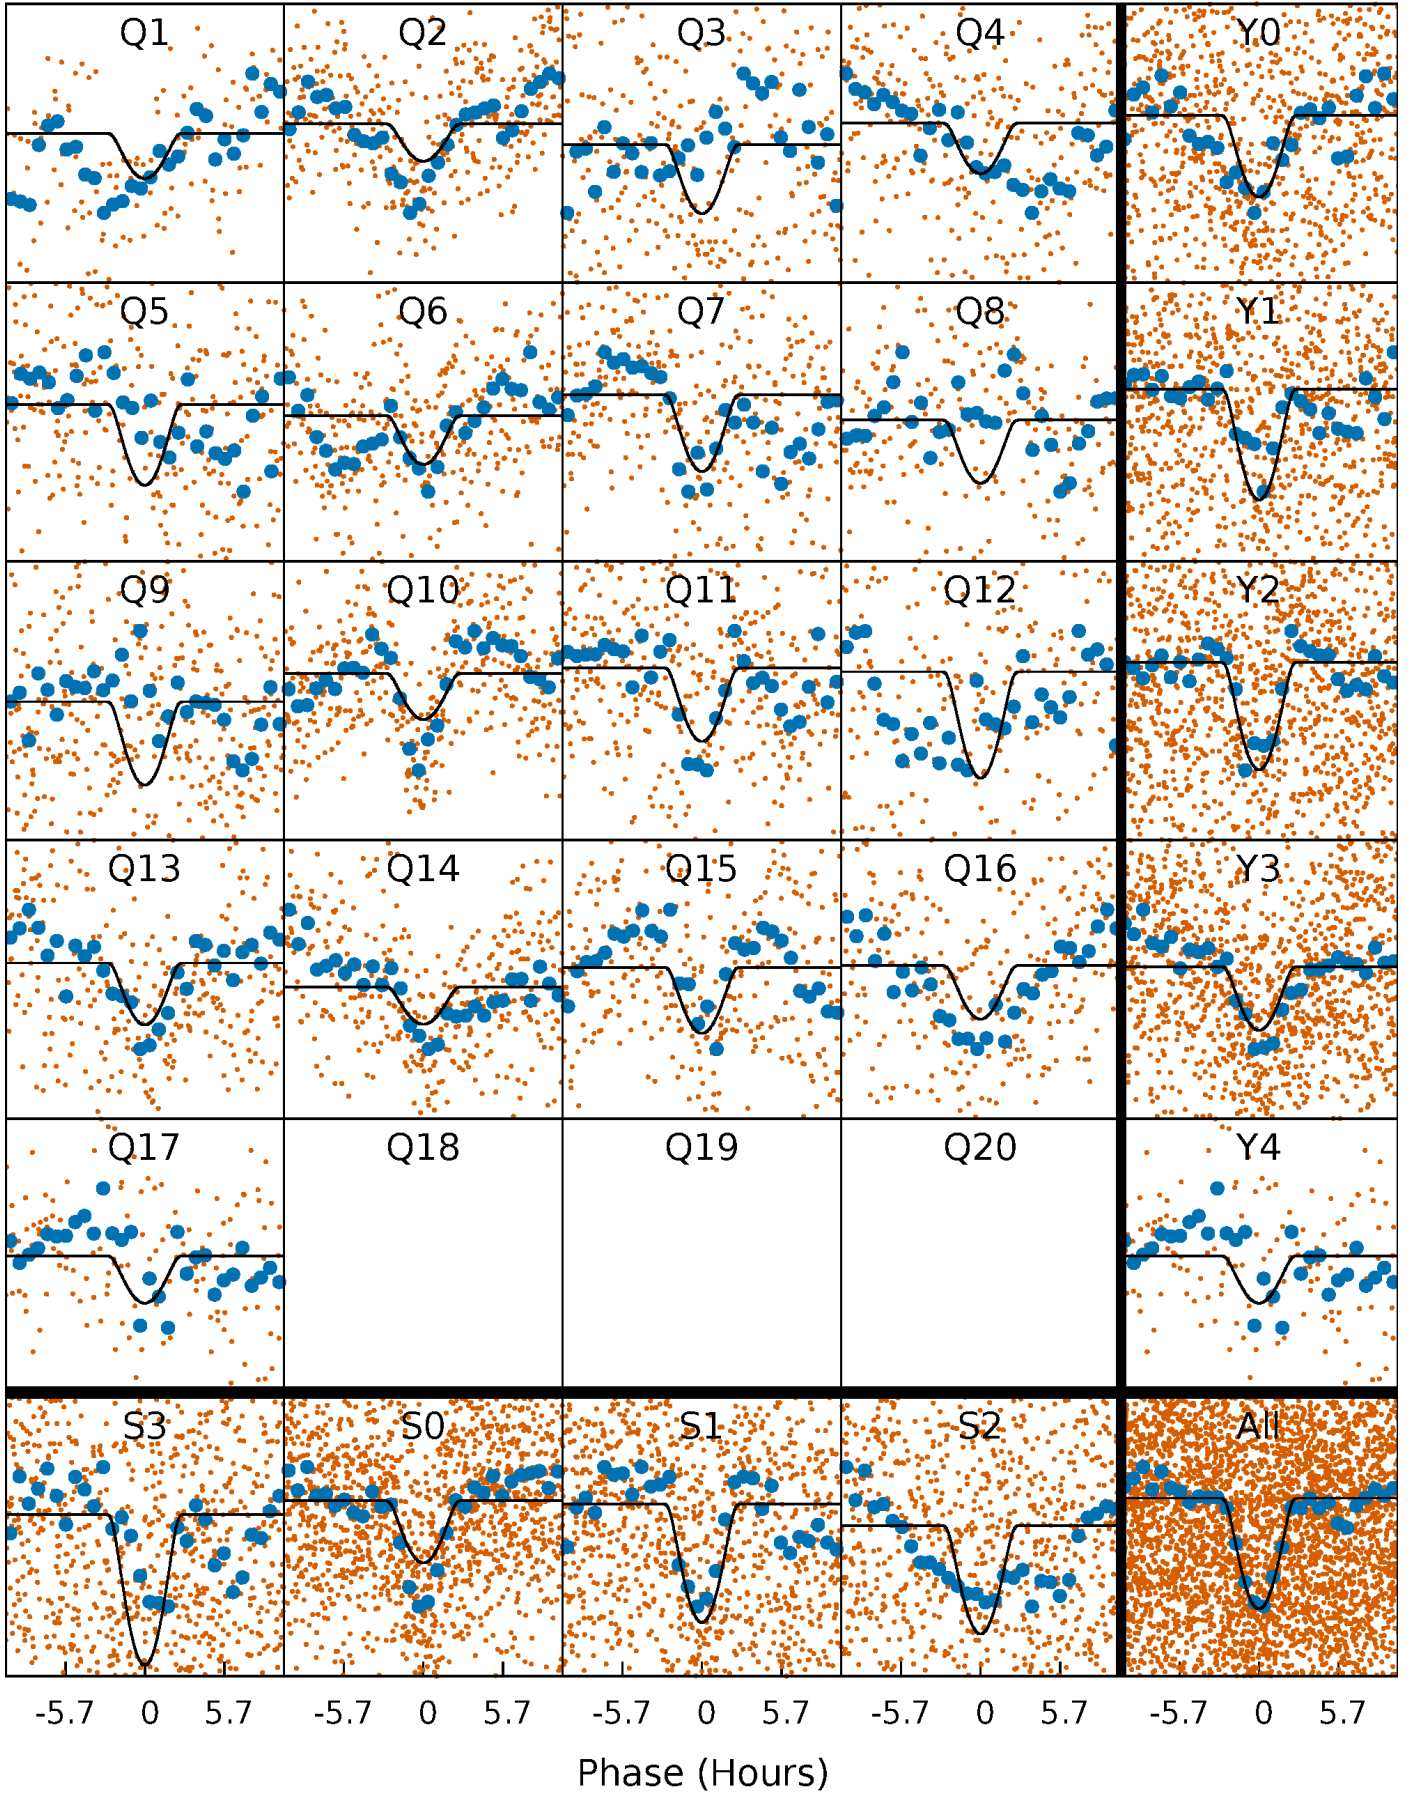 Q1 Q2 Q3 Q4 Y0
Q5 Q6 Q7 Q8 Y1
Q9 Q10 Q11 Q12 Y2
Q13 Q14 Q15 Q16 Y3
Q17 Q18 Q19 Q20 Y4
S3 S0 S1 S2 All
-5.7 0 5.7 -5.7 0 5.7 -5.7 0 5.7 -5.7 0 5.7 -5.7 0 5.7
Phase (Hours)